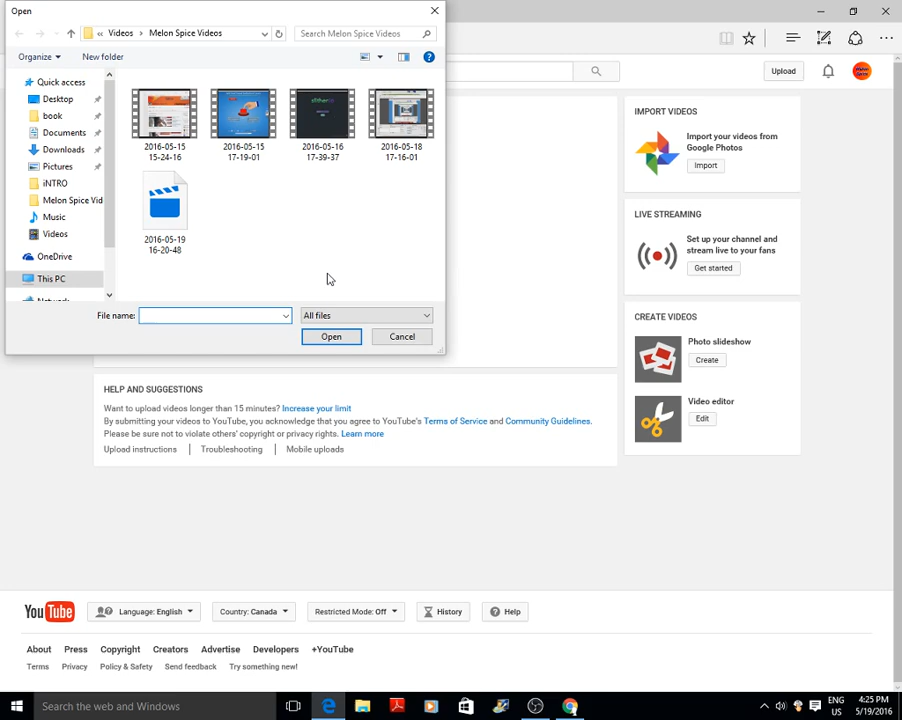 Open
« Videos › Melon Spice Videos
Search Melon Spice Videos
Organize
New folder
Quick access
Desktop
book
Documents
Downloads
Pictures
iNTRO
Melon Spice Vid
Music
Videos
OneDrive
This PC
2016-05-15
15-24-16
2016-05-15
17-19-01
2016-05-16
17-39-37
2016-05-18
17-16-01
2016-05-19
16-20-48
File name:
All files
Open
Cancel
Upload
IMPORT VIDEOS
Import your videos from
Google Photos
Import
LIVE STREAMING
Set up your channel and
stream live to your fans
Get started
CREATE VIDEOS
Photo slideshow
Create
Video editor
Edit
HELP AND SUGGESTIONS
Want to upload videos longer than 15 minutes? Increase your limit
By submitting your videos to YouTube, you acknowledge that you agree to YouTube's Terms of Service and Community Guidelines.
Please be sure not to violate others' copyright or privacy rights. Learn more
Upload instructions
Troubleshooting
Mobile uploads
YouTube
Language: English
Country: Canada
Restricted Mode: Off
History
Help
About Press Copyright Creators Advertise Developers +YouTube
Terms Privacy Policy & Safety Send feedback Try something new!
Search the web and Windows
ENG
US
4:25 PM
5/19/2016